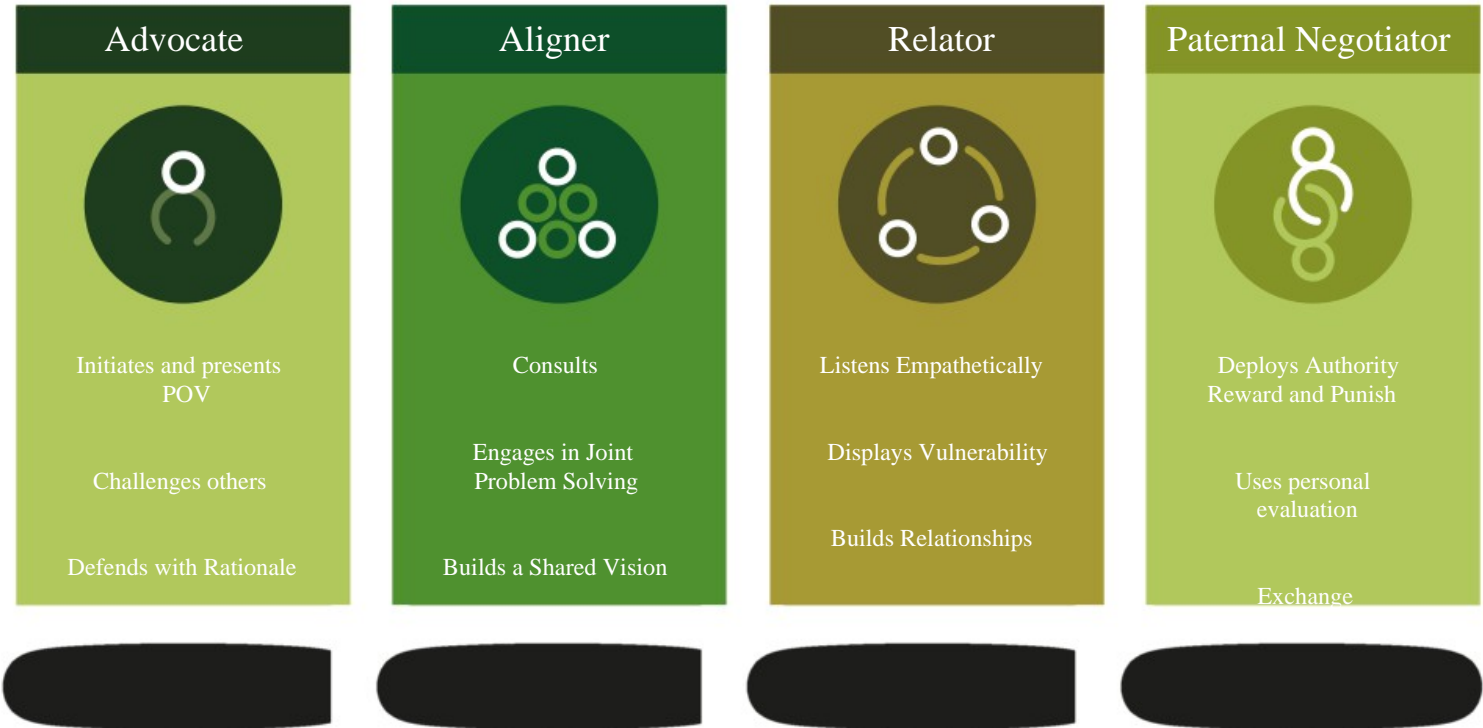 Advocate
Initiates and presents
POV
Challenges others
Defends with Rationale
Aligner
Consults
Engages in Joint
Problem Solving
Builds a Shared Vision
Relator
Listens Empathetically
Displays Vulnerability
Builds Relationships
Paternal Negotiator
Deploys Authority
Reward and Punish
Uses personal
evaluation
Exchange